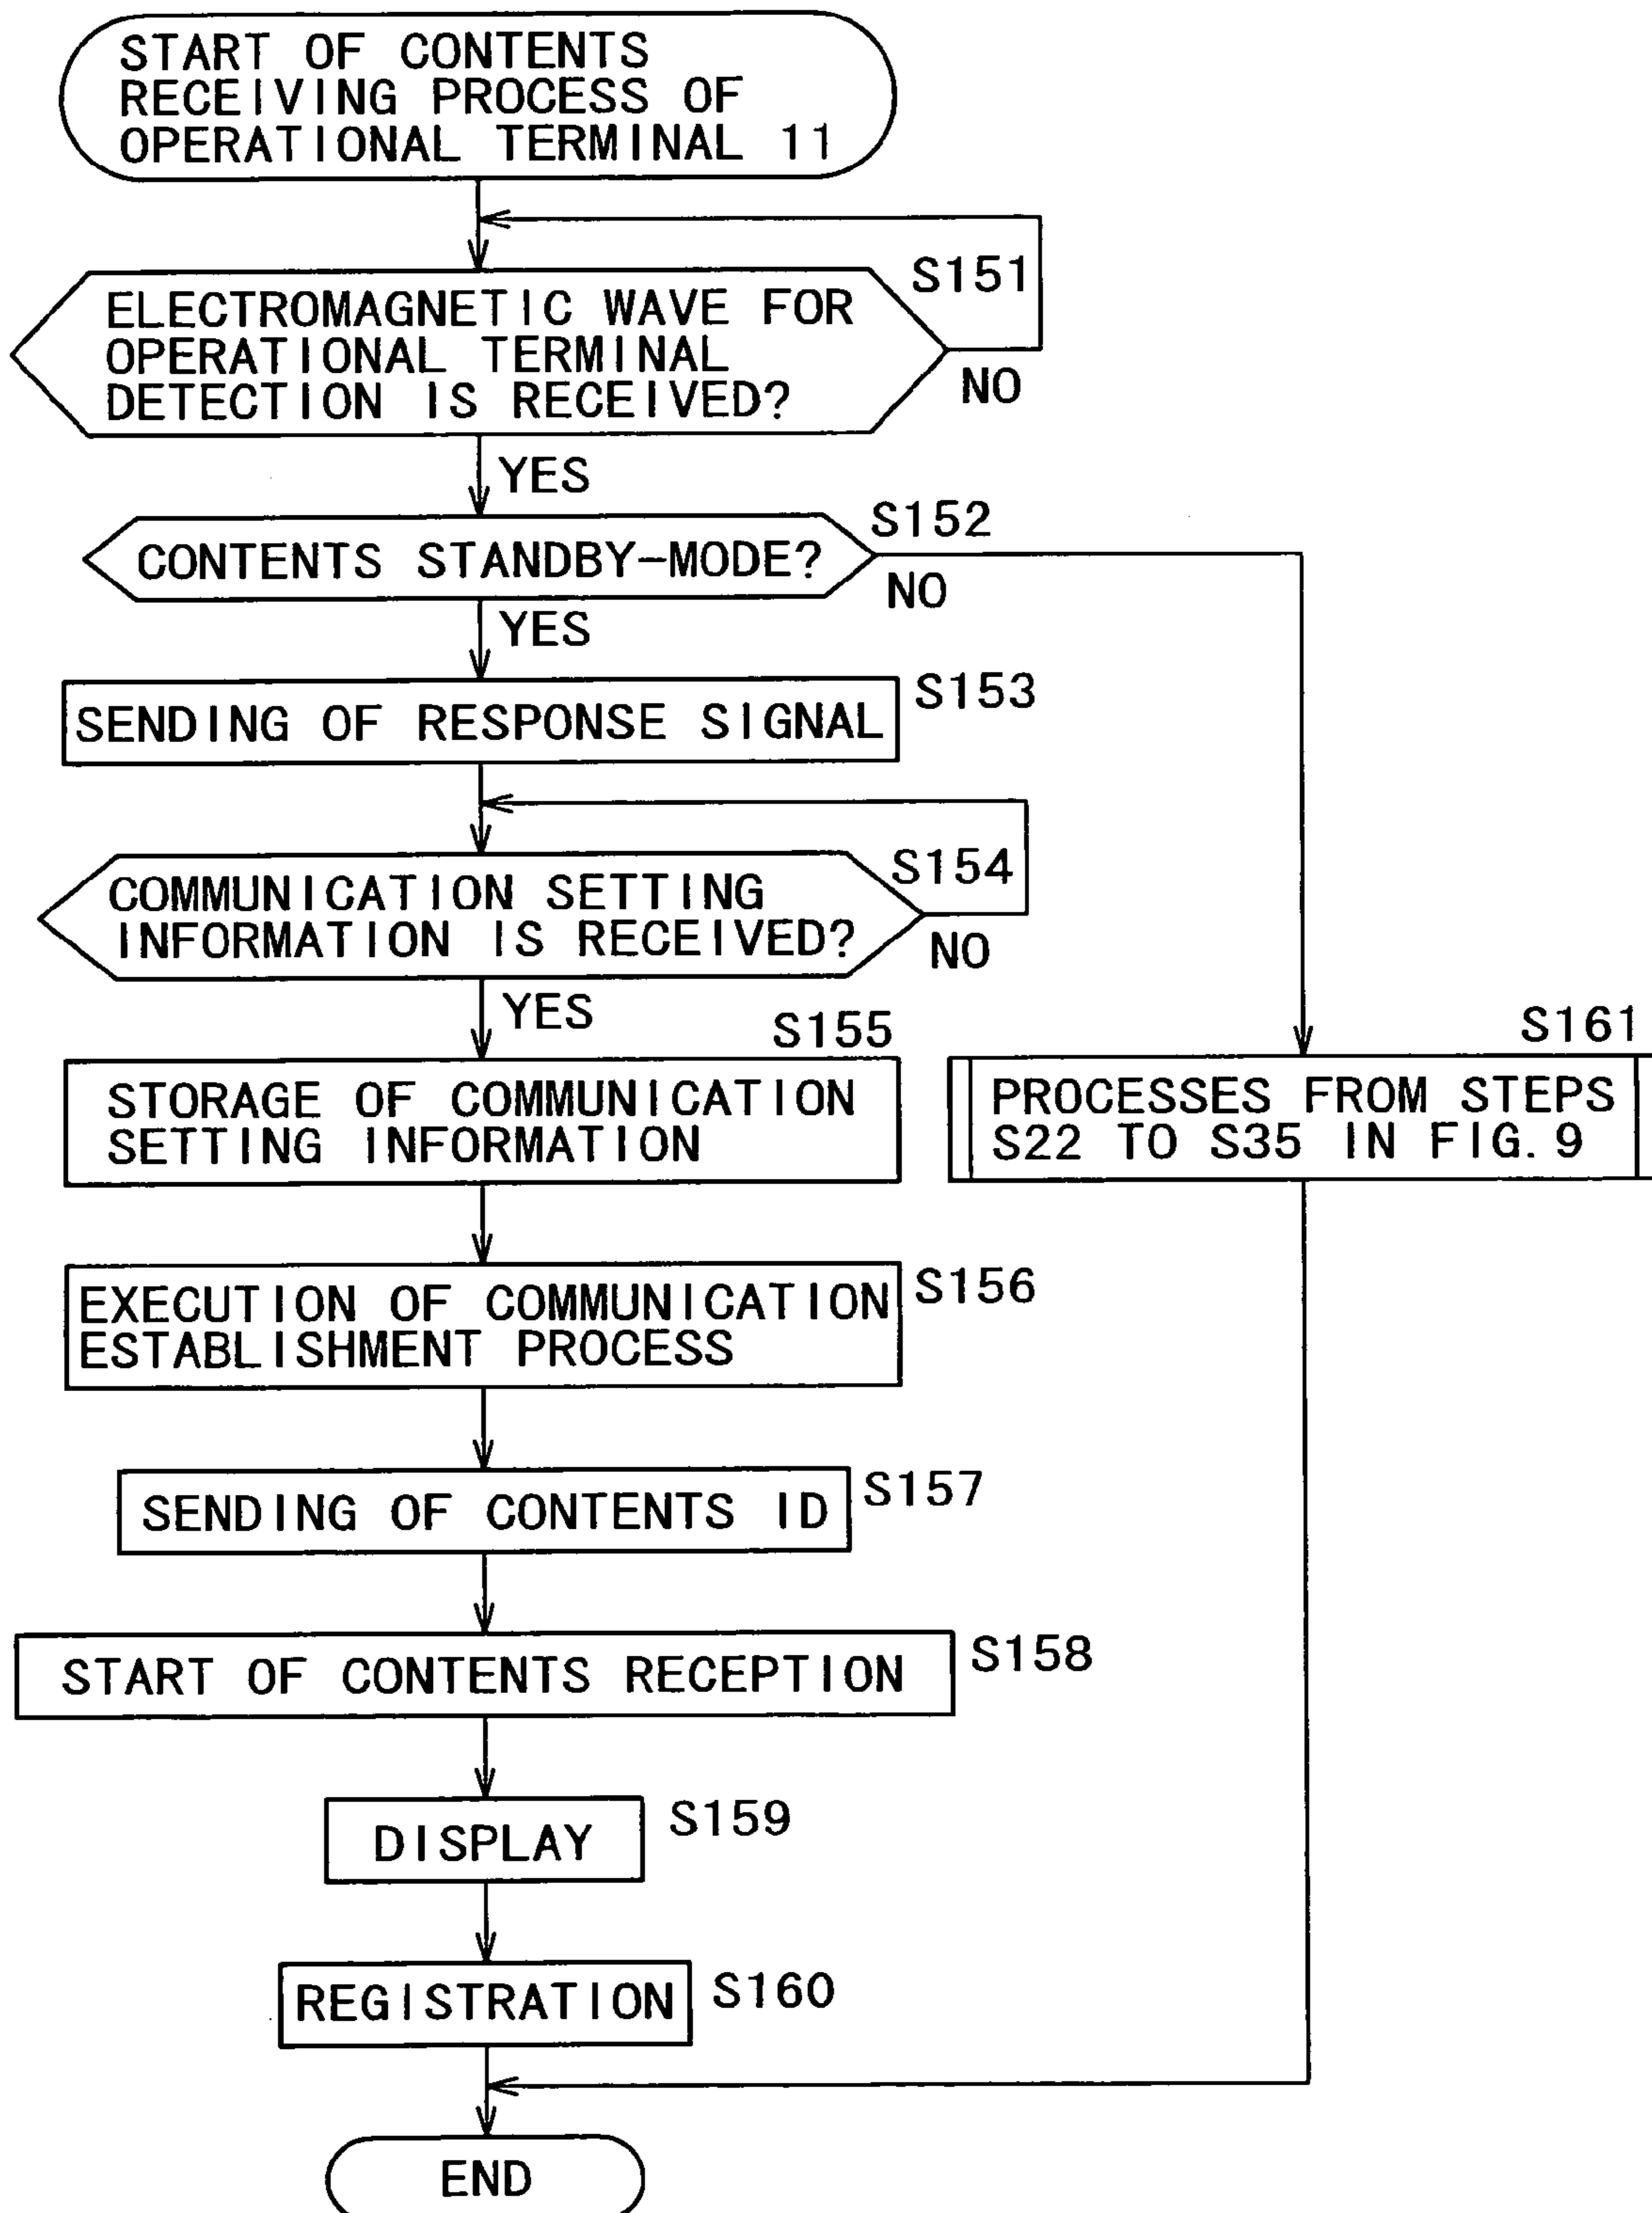 START OF CONTENTS
RECEIVING PROCESS OF
OPERATIONAL TERMINAL 11
S151
ELECTROMAGNETIC WAVE FOR
OPERATIONAL TERMINAL
DETECTION IS RECEIVED?
NO
YES
S152
CONTENTS STANDBY-MODE?
NO
YES
S153
SENDING OF RESPONSE SIGNAL
S154
COMMUNICATION SETTING
INFORMATION IS RECEIVED?
NO
YES
S155
STORAGE OF COMMUNICATION
SETTING INFORMATION
S161
PROCESSES FROM STEPS
S22 TO S35 IN FIG. 9
S156
EXECUTION OF COMMUNICATION
ESTABLISHMENT PROCESS
S157
SENDING OF CONTENTS ID
S158
START OF CONTENTS RECEPTION
S159
DISPLAY
S160
REGISTRATION
END